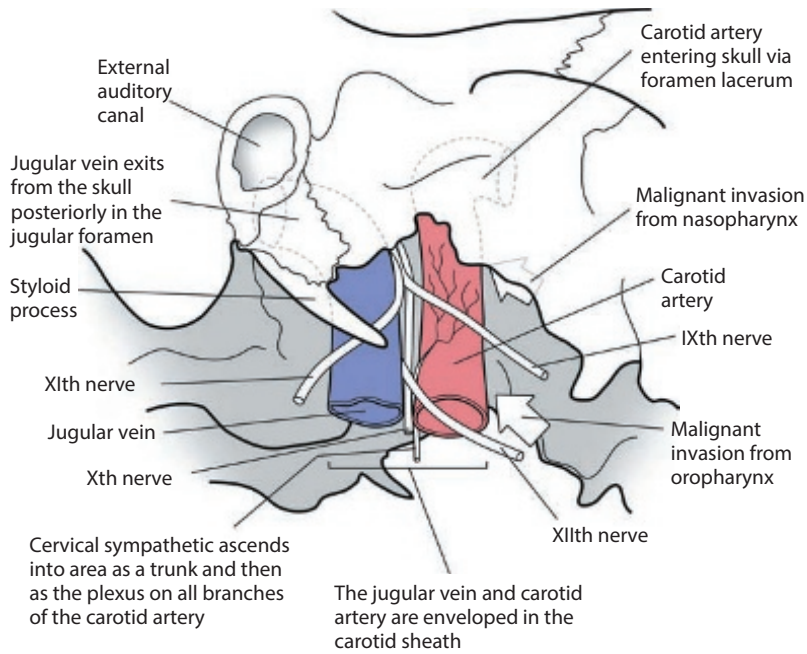 Carotid artery
entering skull via
foramen lacerum
External
auditory
canal
Jugular vein exits
from the skull
posteriorly in the
jugular foramen
Malignant invasion
from nasopharynx
Styloid
process
Carotid
artery
IXth nerve
XIth nerve
Jugular vein
Malignant
invasion from
oropharynx
Xth nerve
XIIth nerve
Cervical sympathetic ascends
into area as a trunk and then
as the plexus on all branches
of the carotid artery
The jugular vein and carotid
artery are enveloped in the
carotid sheath